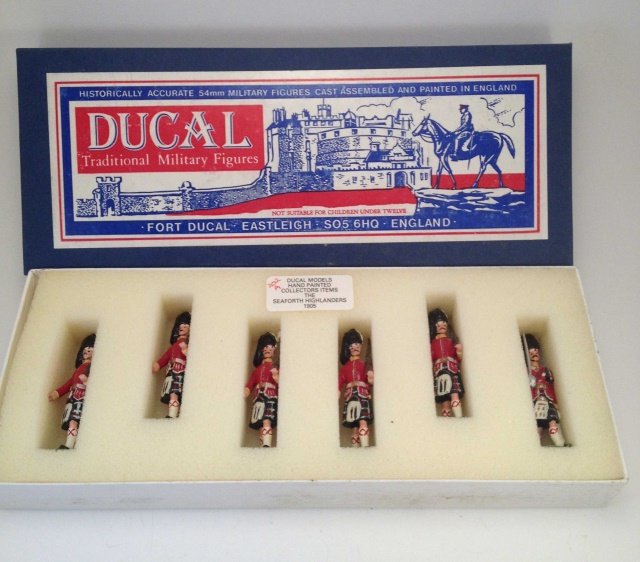 HISTORICALLY ACCURATE 54mm MILITARY FIGURES CAST ASSEMBLED AND PAINTED IN ENGLAND
DUCAL
Traditional Military Figures
NOT SUITABLE FOR CHILDREN UNDER TWELVE
· FORT DUCAL · EASTLEIGH · SO5 6HQ · ENGLAND ·
DUCAL MODELS
HAND PAINTED
COLLECTORS ITEMS
THE
SEAFORTH HIGHLANDERS
1905